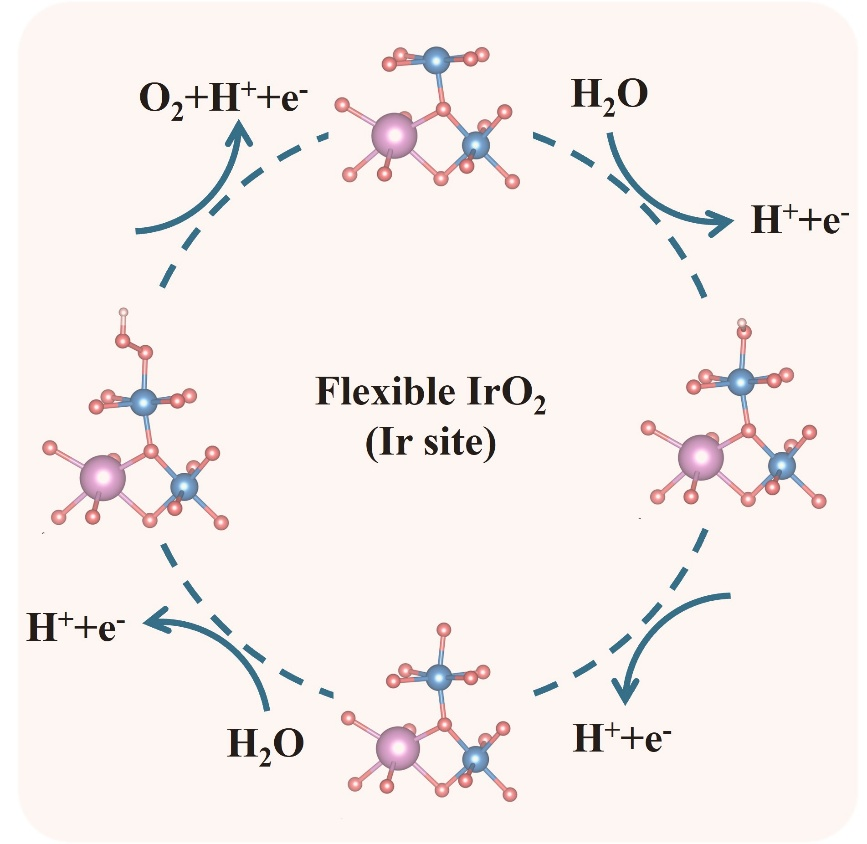 O₂+H⁺+e⁻
H₂O
H⁺+e⁻
Flexible IrO₂
(Ir site)
H⁺+e⁻
H₂O
H⁺+e⁻